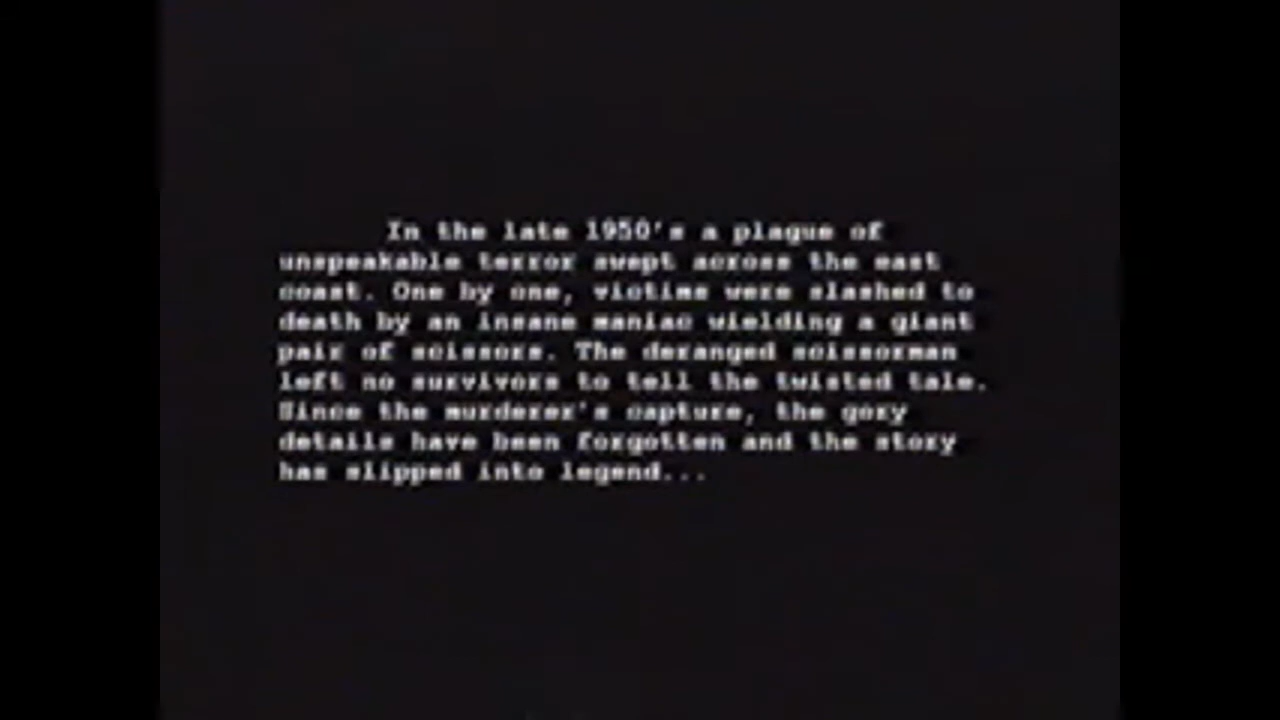 In the late 1950's a plague of
unspeakable terror swept across the east
coast. One by one, victims were slashed to
death by an insane maniac wielding a giant
pair of scissors. The deranged scissorman
left no survivors to tell the twisted tale.
Since the murderer's capture, the gory
details have been forgotten and the story
has slipped into legend...